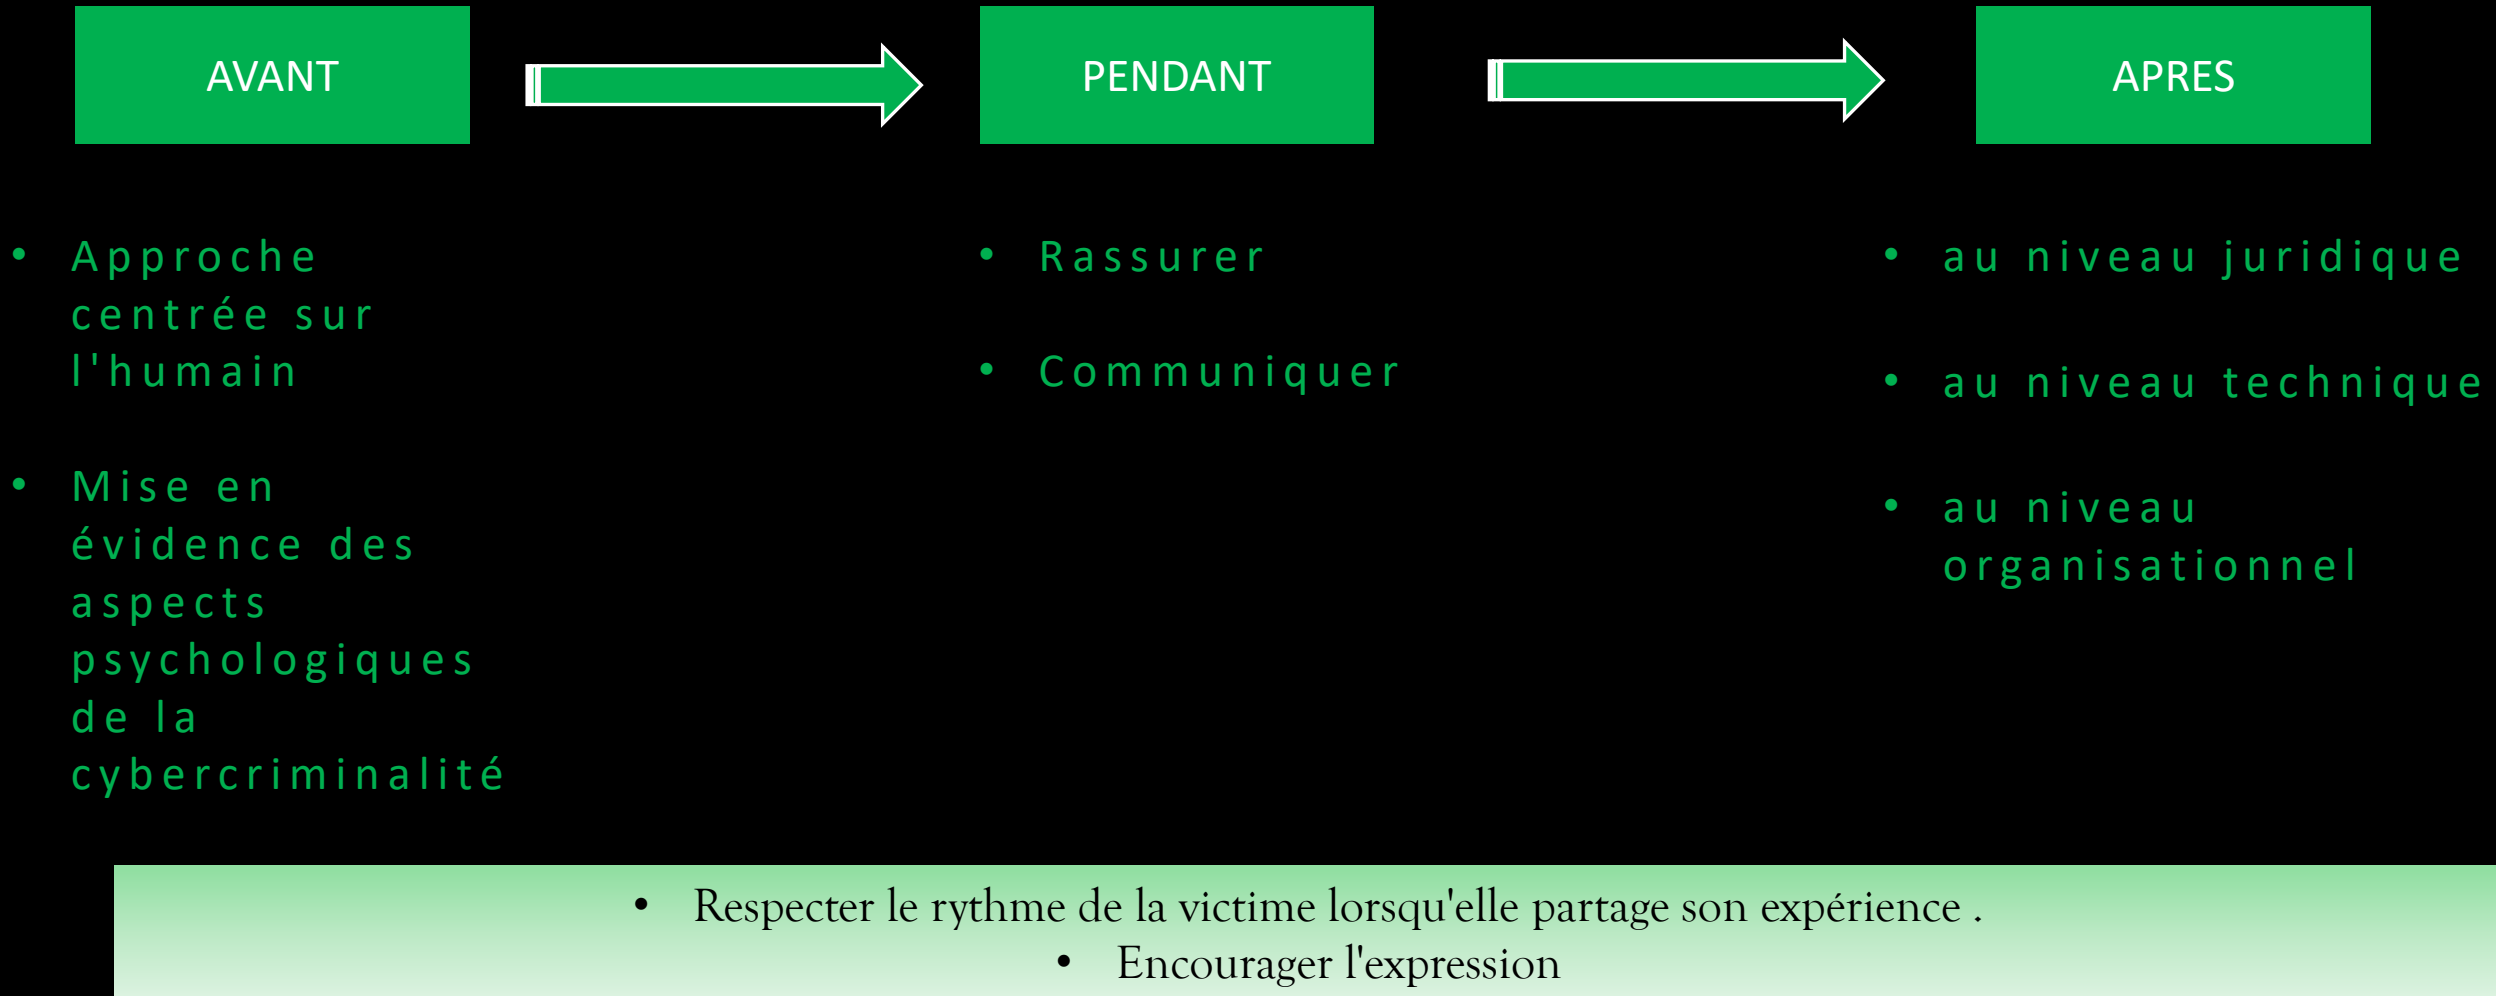 AVANT
PENDANT
APRES
• Approche
centrée sur
l'humain
• Mise en
évidence des
aspects
psychologiques
de la
cybercriminalité
• Rassurer
• Communiquer
• au niveau juridique
• au niveau technique
• au niveau
organisationnel
• Respecter le rythme de la victime lorsqu'elle partage son expérience .
• Encourager l'expression